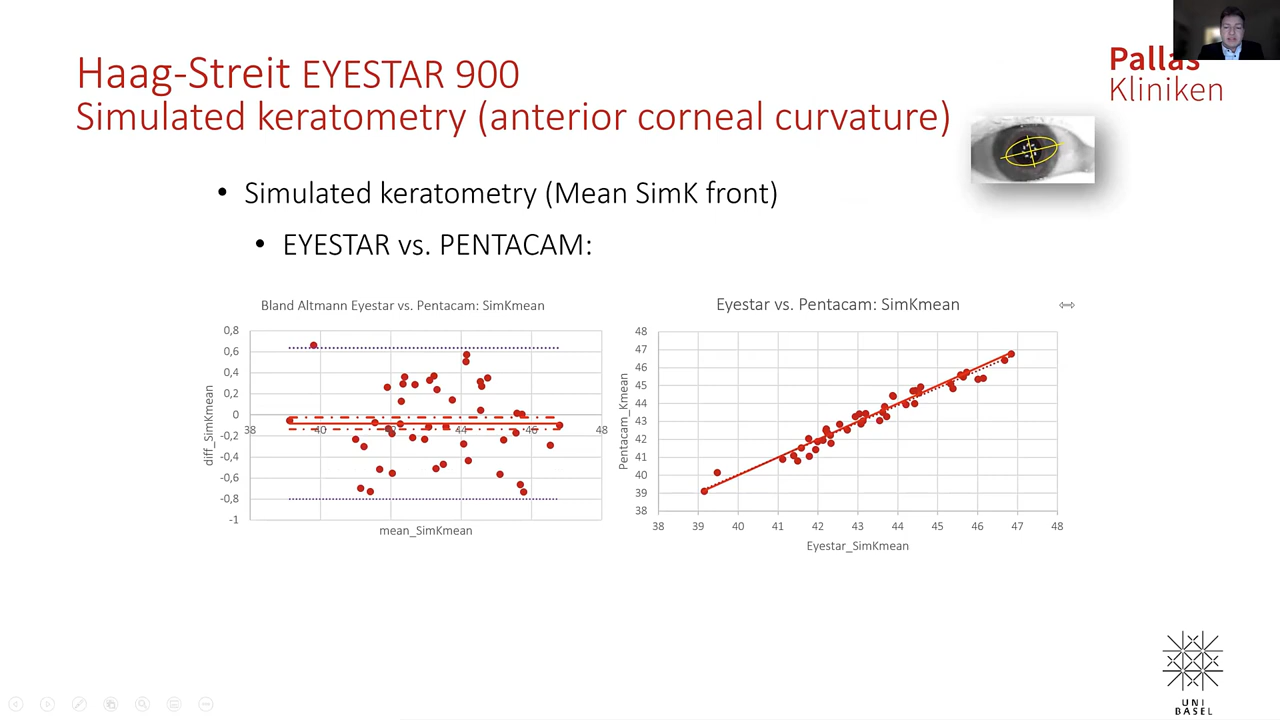 Haag-Streit EYESTAR 900
Simulated keratometry (anterior corneal curvature)
Pallas
Kliniken
• Simulated keratometry (Mean SimK front)
• EYESTAR vs. PENTACAM:
Bland Altmann Eyestar vs. Pentacam: SimKmean
0,8
0,6
0,4
0,2
0
-0,2
-0,4
-0,6
-0,8
-1
38 40 42 44 46 48
diff_SimKmean
mean_SimKmean
Eyestar vs. Pentacam: SimKmean
48
47
46
45
44
43
42
41
40
39
38
38 39 40 41 42 43 44 45 46 47 48
Pentacam_Kmean
Eyestar_SimKmean
UNI
BASEL